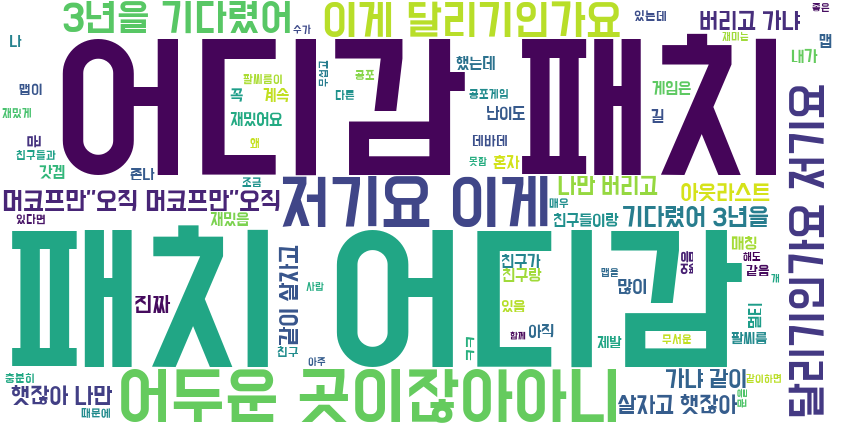 3년을 기다렸어
수가
이게 달리기인가요
있는데
버리고 가냐
좋은
나
재미는
맵
어디감 패치
했는데
내가
맵이
팔씨름이
공포
꼭
계속
다른
공포게임
게임은
재밌게
재밌어요
난이도
길
왜
데바데
친구들과
못함
혼자
갓겜
존나
조금
저기요 이게
나만 버리고
아웃라스트
머코프만"오직 머코프만"오직
매우
있다면
재밌음
친구들이랑
기다렸어 3년을
달리기인가요 저기요
패치 어디감
매칭
같이 살자고
친구가
친구랑
해도
같음
맵을
개
사람
많이
진짜
있음
멀티
함께
아직
ㅋㅋ
제발
무서운
팔씨름
친구
아주
충분히
어두운 곳이잖아아니
가냐 같이
같이하면
햇잖아 나만
살자고 햇잖아
때문에